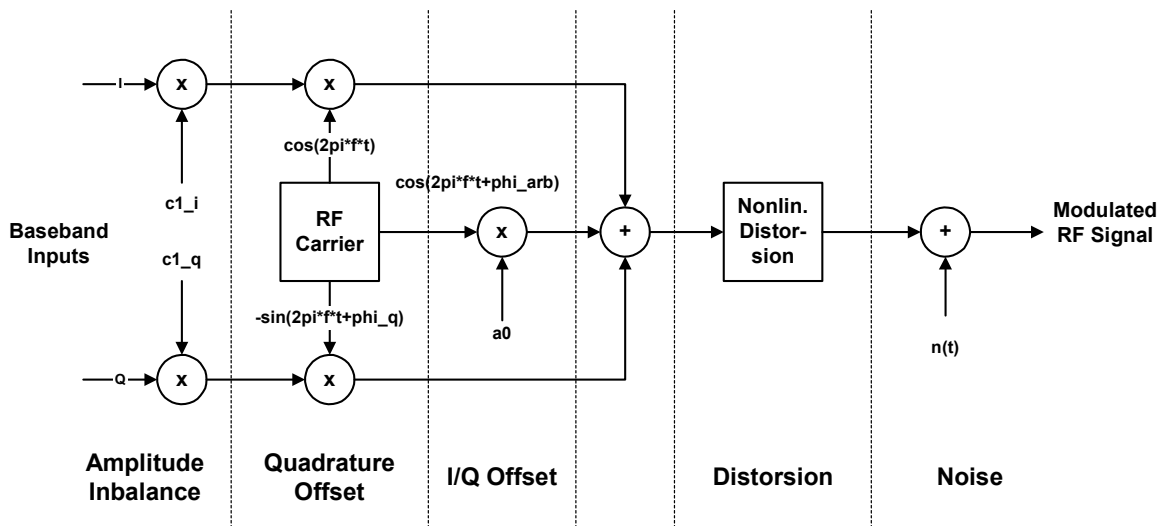 I
x
x
cos(2pi*f*t)
cos(2pi*f*t+phi_arb)
c1_i
Baseband
Inputs
RF
Carrier
x
+
Nonlin.
Distor-
sion
+
Modulated
RF Signal
c1_q
-sin(2pi*f*t+phi_q)
a0
n(t)
Q
x
x
Amplitude
Inbalance
Quadrature
Offset
I/Q Offset
Distorsion
Noise